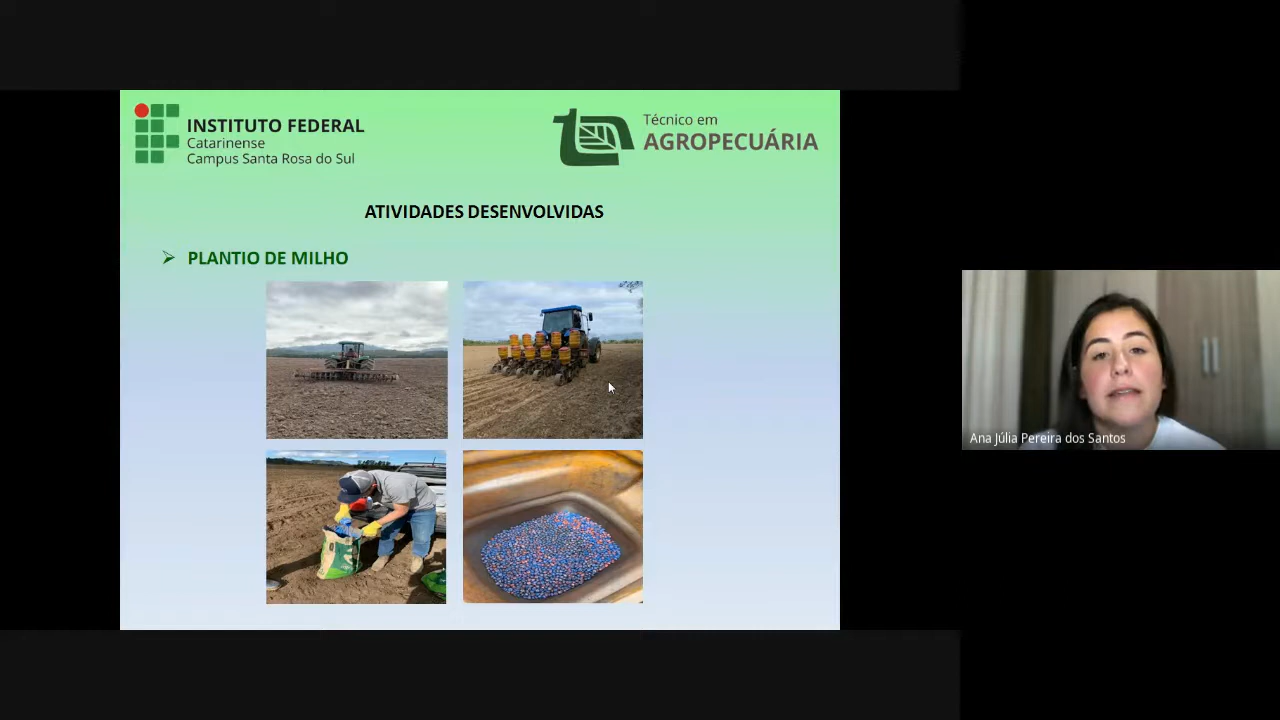 INSTITUTO FEDERAL
Catarinense
Campus Santa Rosa do Sul
Técnico em
AGROPECUÁRIA
ATIVIDADES DESENVOLVIDAS
PLANTIO DE MILHO
Ana Júlia Pereira dos Santos